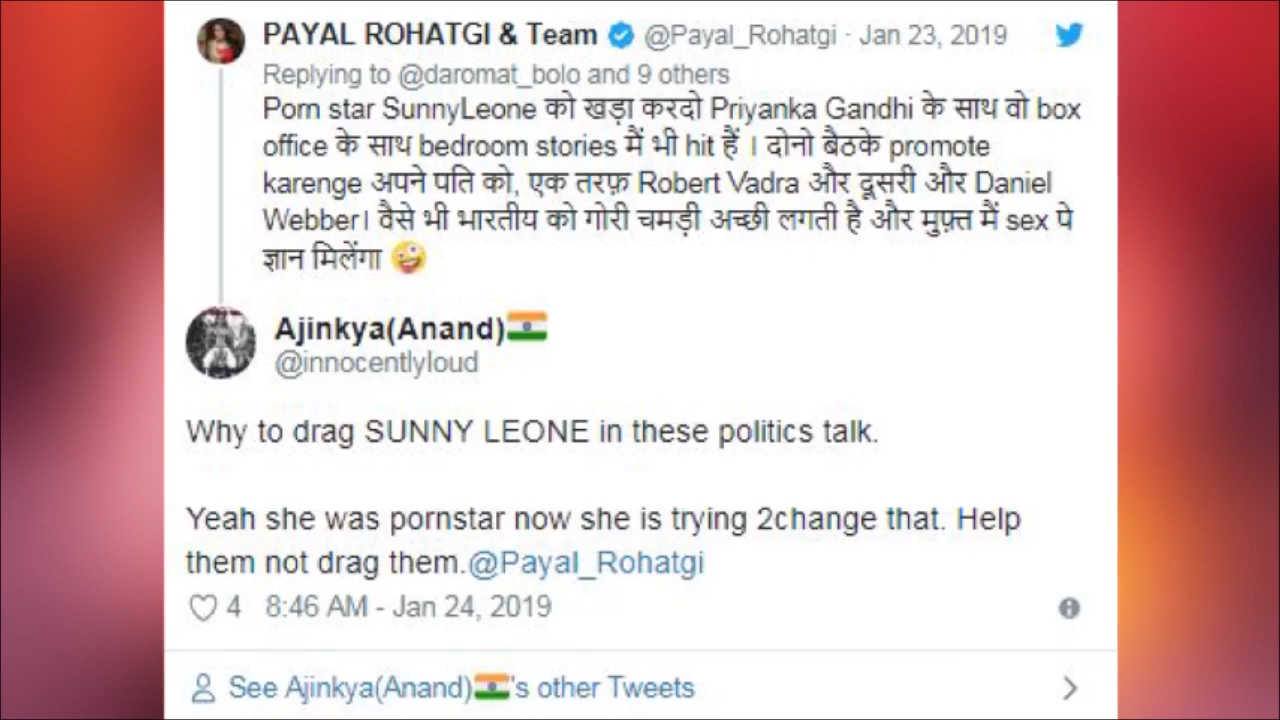 PAYAL ROHATGI & Team @Payal_Rohatgi · Jan 23, 2019
Replying to @daromat_bolo and 9 others
Porn star SunnyLeone को खड़ा करदो Priyanka Gandhi के साथ वो box
office के साथ bedroom stories मैं भी hit हैं । दोनो बैठके promote
karenge अपने पति को, एक तरफ़ Robert Vadra और दूसरी और Daniel
Webber। वैसे भी भारतीय को गोरी चमड़ी अच्छी लगती है और मुफ़्त मैं sex पे
ज्ञान मिलेंगा 🤪
Ajinkya(Anand)🇮🇳
@innocentlyloud
Why to drag SUNNY LEONE in these politics talk.
Yeah she was pornstar now she is trying 2change that. Help
them not drag them.@Payal_Rohatgi
4 8:46 AM - Jan 24, 2019
See Ajinkya(Anand)🇮🇳's other Tweets